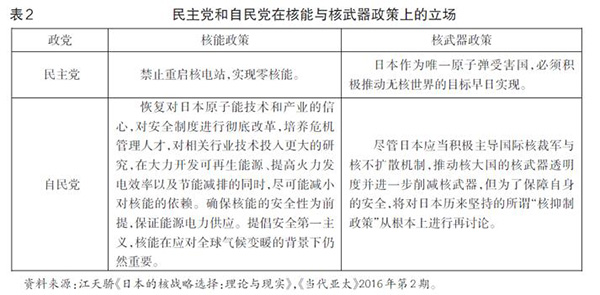 表2 民主党和自民党在核能与核武器政策上的立场
政党 核能政策 核武器政策
民主党
禁止重启核电站,实现零核能。
日本作为唯一原子弹受害国,必须积
极推动无核世界的目标早日实现。
自民党
恢复对日本原子能技术和产业的信
心,对安全制度进行彻底改革,培养危机
管理人才,对相关行业技术投入更大的研
究,在大力开发可再生能源、提高火力发
电效率以及节能减排的同时,尽可能减小
对核能的依赖。确保核能的安全性为前
提,保证能源电力供应。提倡安全第一主
义,核能在应对全球气候变暖的背景下仍
然重要。
尽管日本应当积极主导国际核裁军与
核不扩散机制,推动核大国的核武器透明
度并进一步削减核武器,但为了保障自身
的安全,将对日本历来坚持的所谓“核抑制
政策”从根本上进行再讨论。
资料来源:江天骄《日本的核战略选择:理论与现实》,《当代亚太》2016年第2期。